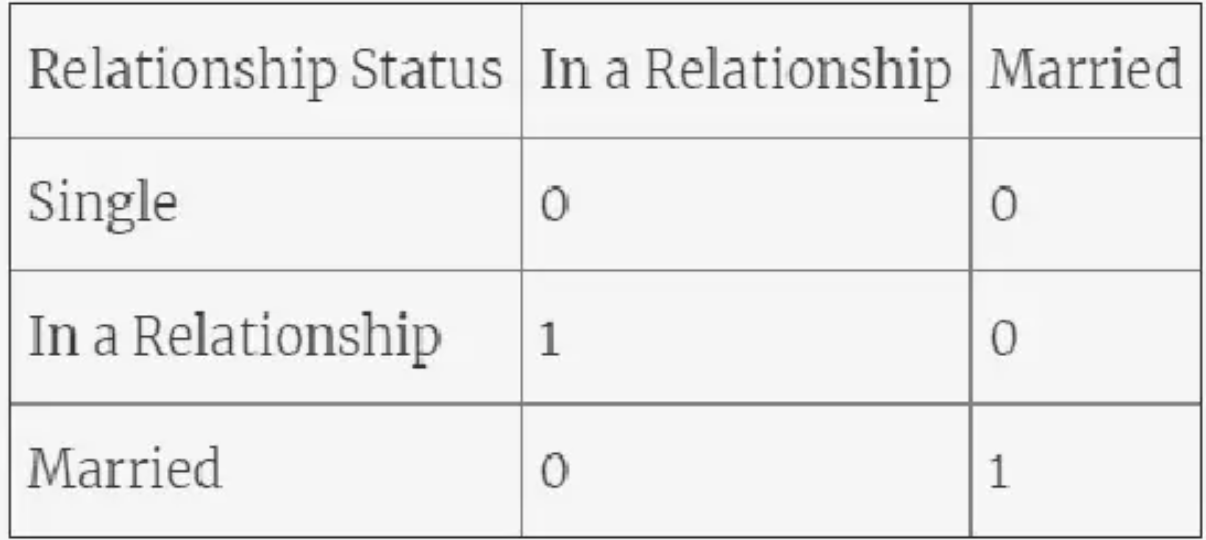 Relationship Status In a Relationship Married
Single 0 0
In a Relationship 1 0
Married 0 1